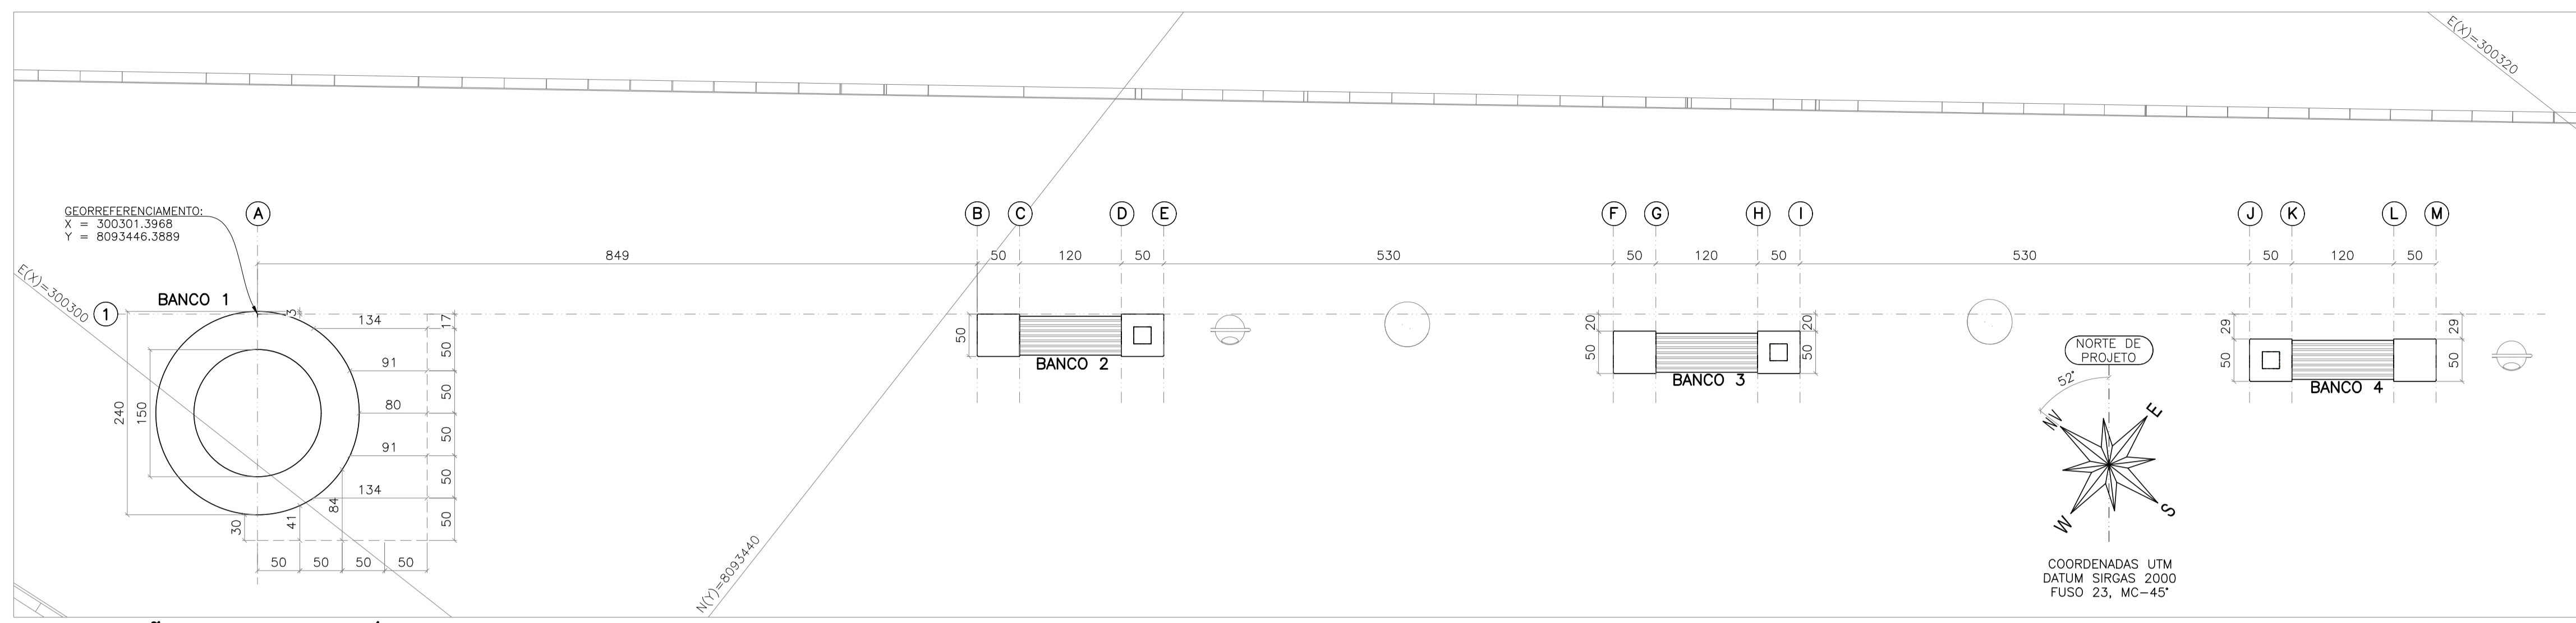 E(X)=300320
GEORREFERENCIAMENTO:
X = 300301.3968
Y = 8093446.3889
A
B
C
D
E
F
G
H
I
J
K
L
M
849
50
120
50
530
50
120
50
530
50
120
50
E(X)=300300
BANCO 1
1
3
134
17
50
91
50
80
50
91
50
134
50
240
150
84
30
41
50
50
50
50
50
BANCO 2
20
50
20
50
BANCO 3
29
50
29
50
BANCO 4
NORTE DE
PROJETO
52°
NV
E
W
S
N(Y)=8093440
COORDENADAS UTM
DATUM SIRGAS 2000
FUSO 23, MC-45°